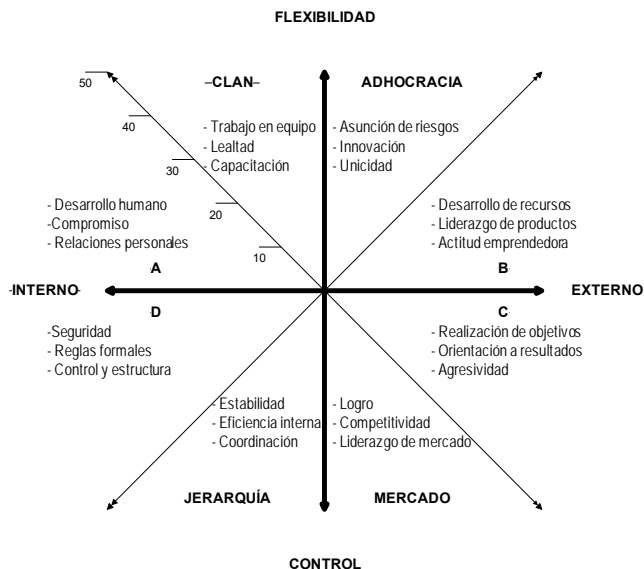 FLEXIBILIDAD
50
-CLAN-
ADHOCRACIA
40
- Trabajo en equipo
- Lealtad
- Capacitación
- Asunción de riesgos
- Innovación
- Unicidad
30
20
10
- Desarrollo humano
-Compromiso
- Relaciones personales
- Desarrollo de recursos
- Liderazgo de productos
- Actitud emprendedora
A
B
-INTERNO-
EXTERNO
D
C
-Seguridad
- Reglas formales
- Control y estructura
- Realización de objetivos
- Orientación a resultados
- Agresividad
- Estabilidad
- Eficiencia interna
- Coordinación
- Logro
- Competitividad
- Liderazgo de mercado
JERARQUÍA
MERCADO
CONTROL